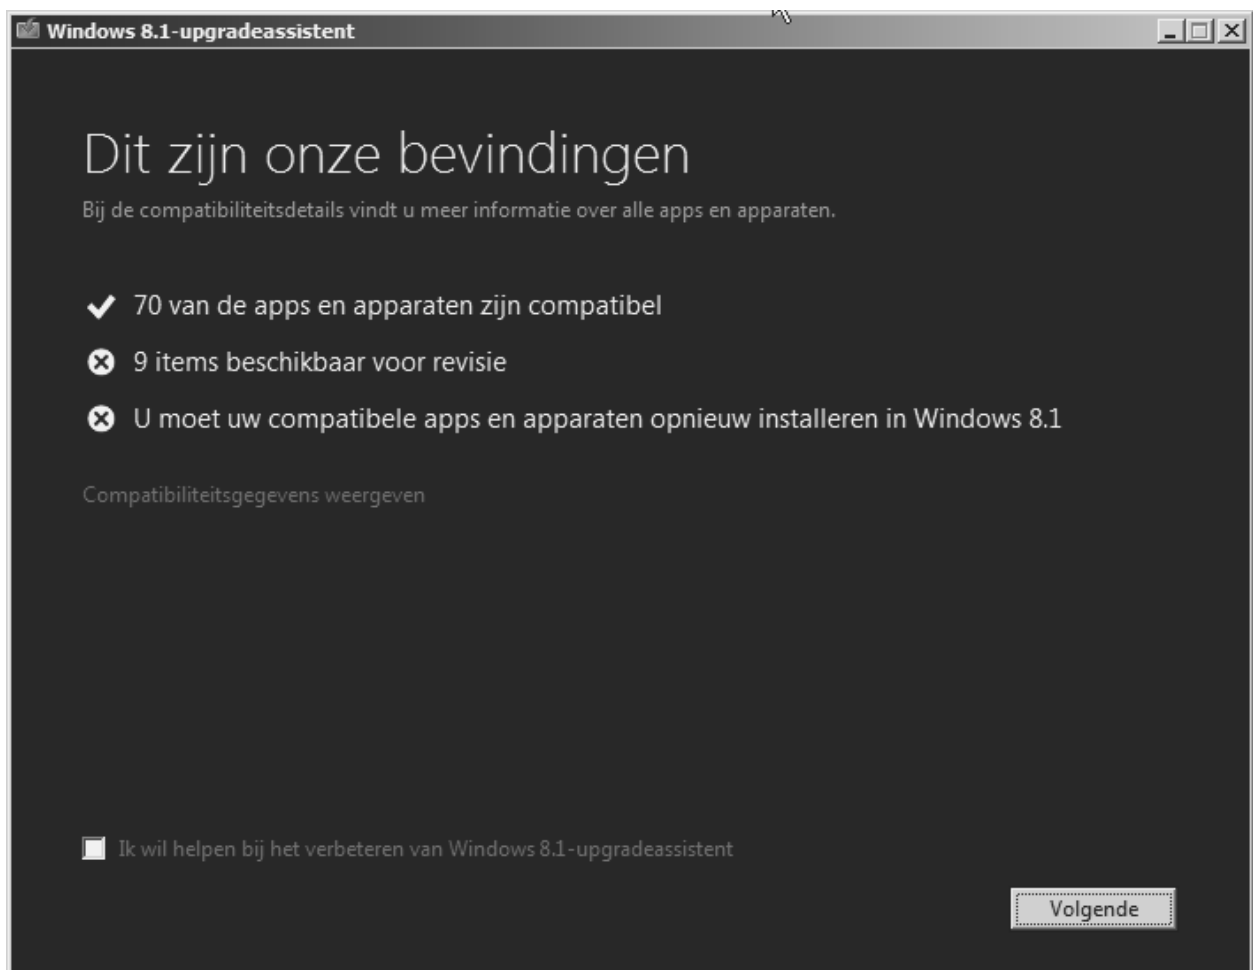 Windows 8.1-upgradeassistent
Dit zijn onze bevindingen
Bij de compatibiliteitsdetails vindt u meer informatie over alle apps en apparaten.
70 van de apps en apparaten zijn compatibel
9 items beschikbaar voor revisie
U moet uw compatibele apps en apparaten opnieuw installeren in Windows 8.1
Compatibiliteitsgegevens weergeven
Ik wil helpen bij het verbeteren van Windows 8.1-upgradeassistent
Volgende